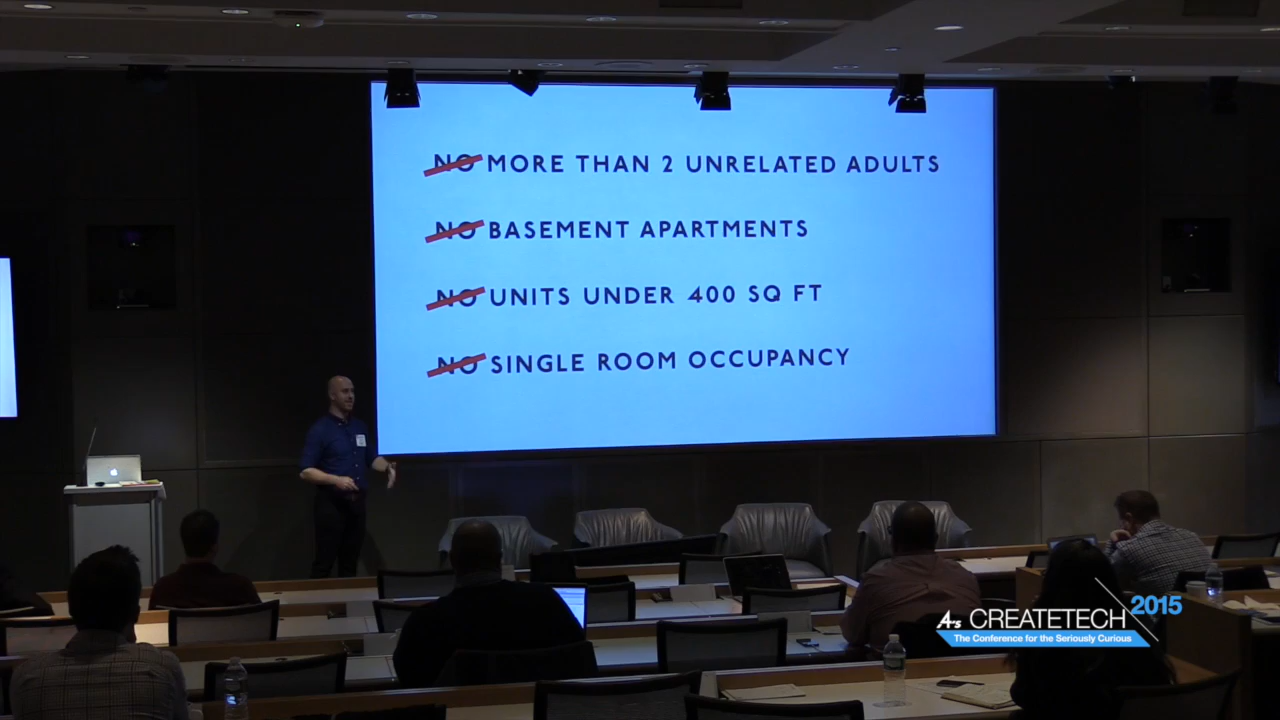 NO MORE THAN 2 UNRELATED ADULTS
NO BASEMENT APARTMENTS
NO UNITS UNDER 400 SQ FT
NO SINGLE ROOM OCCUPANCY
4A's CREATETECH 2015
The Conference for the Seriously Curious